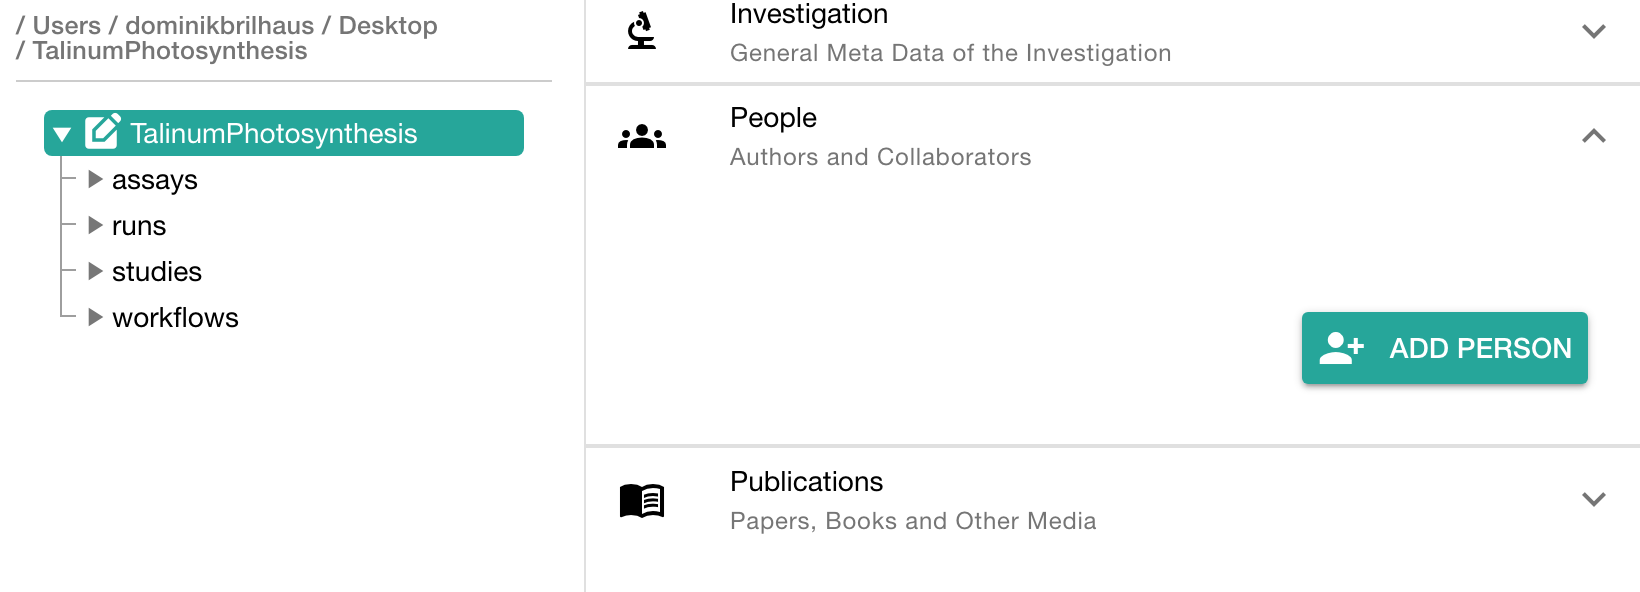 / Users / dominikbrilhaus / Desktop
/ TalinumPhotosynthesis
TalinumPhotosynthesis
assays
runs
studies
workflows
Investigation
General Meta Data of the Investigation
People
Authors and Collaborators
ADD PERSON
Publications
Papers, Books and Other Media